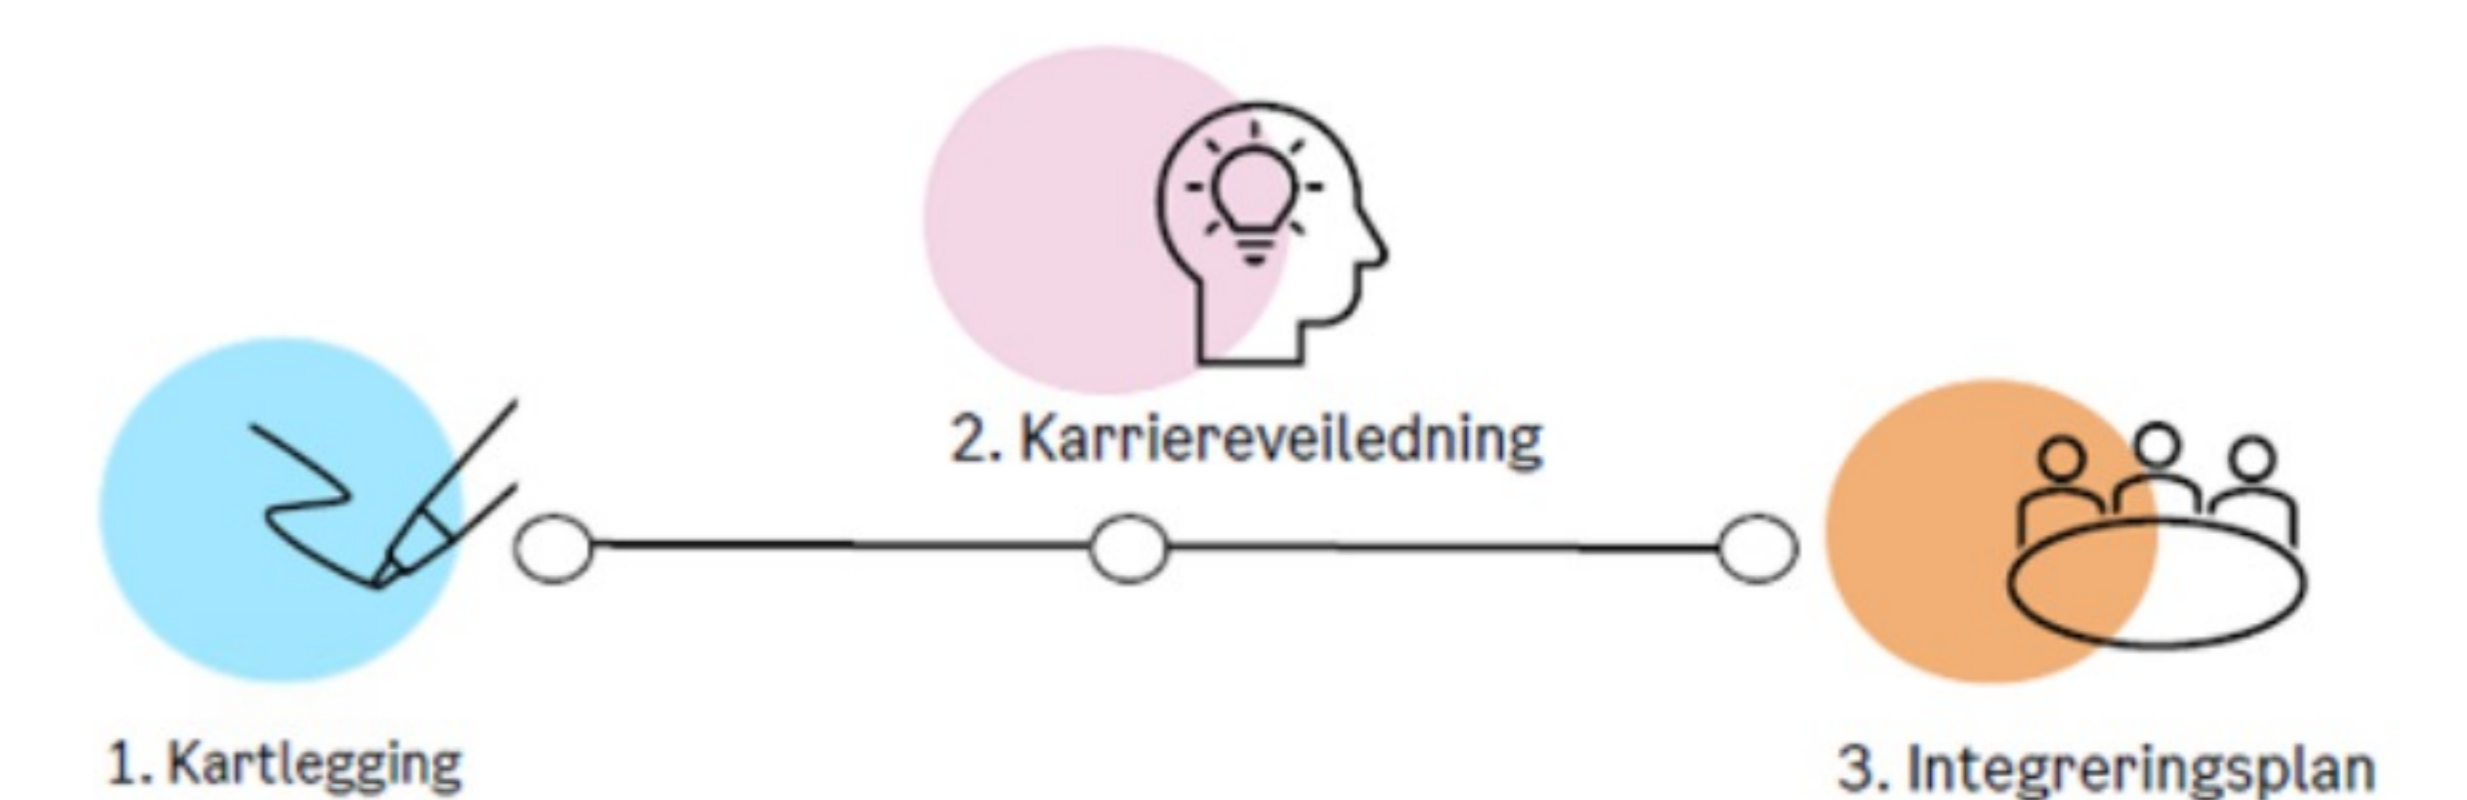 1. Kartlegging
2. Karriereveiledning
3. Integreringsplan